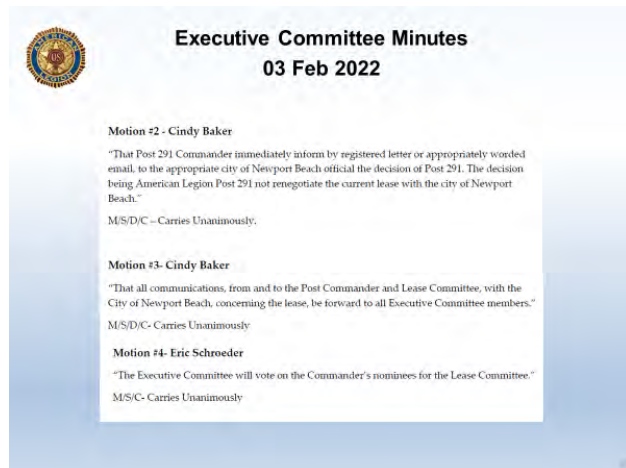 Executive Committee Minutes
03 Feb 2022
AMERICAN
US
LEGION
Motion #2 - Cindy Baker
"That Post 291 Commander immediately inform by registered letter or appropriately worded
email, to the appropriate city of Newport Beach official the decision of Post 291. The decision
being American Legion Post 291 not renegotiate the current lease with the city of Newport
Beach."
M/S/D/C – Carries Unanimously.
Motion #3- Cindy Baker
"That all communications, from and to the Post Commander and Lease Committee, with the
City of Newport Beach, concerning the lease, be forward to all Executive Committee members."
M/S/D/C- Carries Unanimously
Motion #4- Eric Schroeder
"The Executive Committee will vote on the Commander's nominees for the Lease Committee."
M/S/C- Carries Unanimously